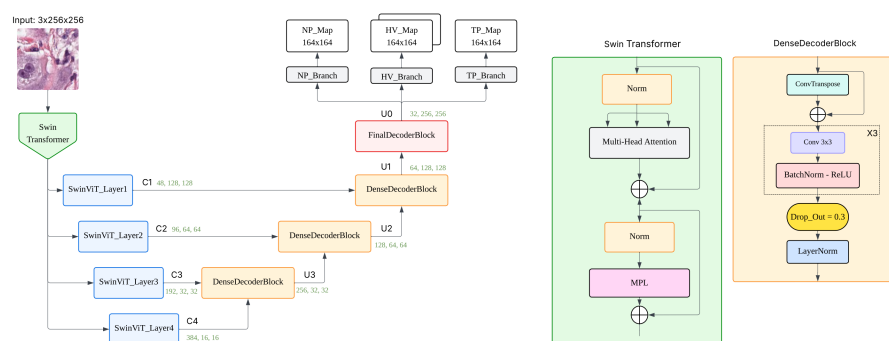 Input: 3x256x256
NP_Map
164x164
HV_Map
164x164
TP_Map
164x164
NP_Branch
HV_Branch
TP_Branch
Swin
Transformer
U0
32, 256, 256
FinalDecoderBlock
U1
64, 128, 128
SwinViT_Layer1
C1
48, 128, 128
DenseDecoderBlock
SwinViT_Layer2
C2
96, 64, 64
DenseDecoderBlock
U2
128, 64, 64
SwinViT_Layer3
C3
192, 32, 32
DenseDecoderBlock
U3
256, 32, 32
SwinViT_Layer4
C4
384, 16, 16
Swin Transformer
Norm
Multi-Head Attention
Norm
MPL
DenseDecoderBlock
ConvTranspose
X3
Conv 3x3
BatchNorm - ReLU
Drop_Out = 0.3
LayerNorm